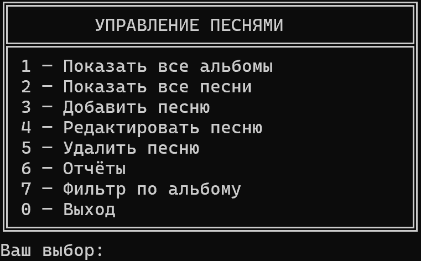 УПРАВЛЕНИЕ ПЕСНЯМИ
1 — Показать все альбомы
2 — Показать все песни
3 — Добавить песню
4 — Редактировать песню
5 — Удалить песню
6 — Отчёты
7 — Фильтр по альбому
0 — Выход
Ваш выбор: